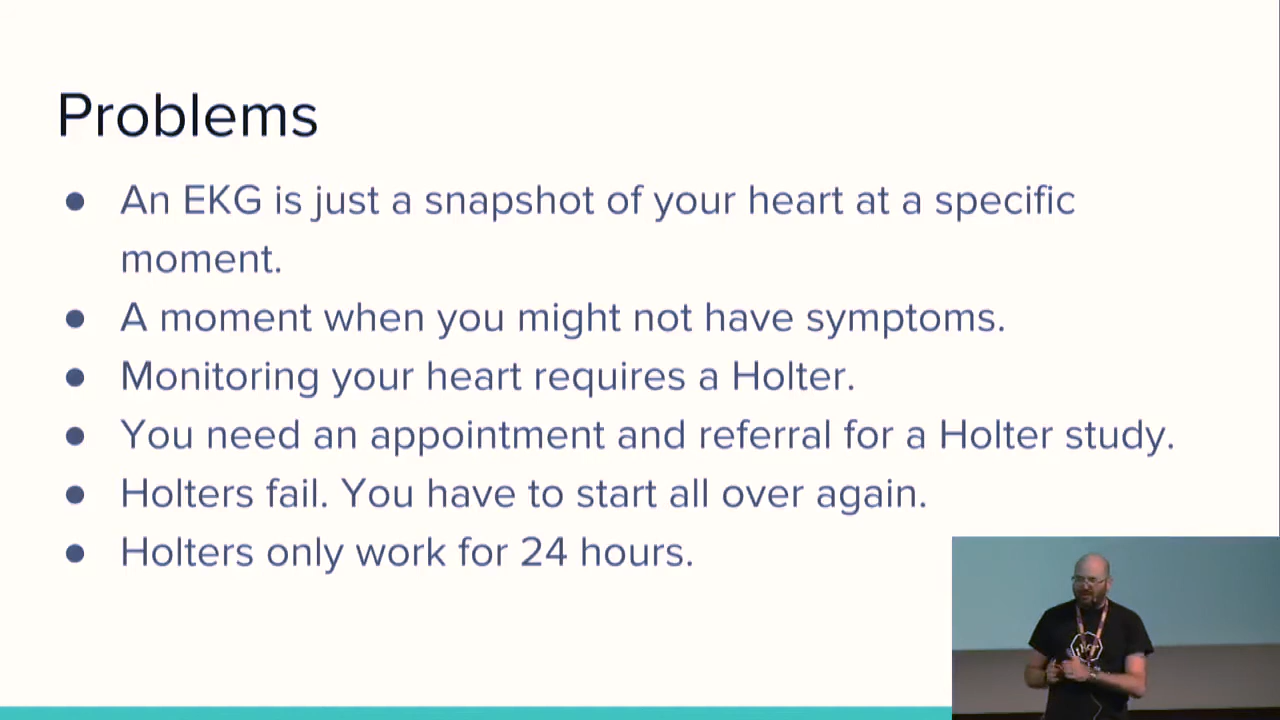 Problems
● An EKG is just a snapshot of your heart at a specific
moment.
● A moment when you might not have symptoms.
● Monitoring your heart requires a Holter.
● You need an appointment and referral for a Holter study.
● Holters fail. You have to start all over again.
● Holters only work for 24 hours.